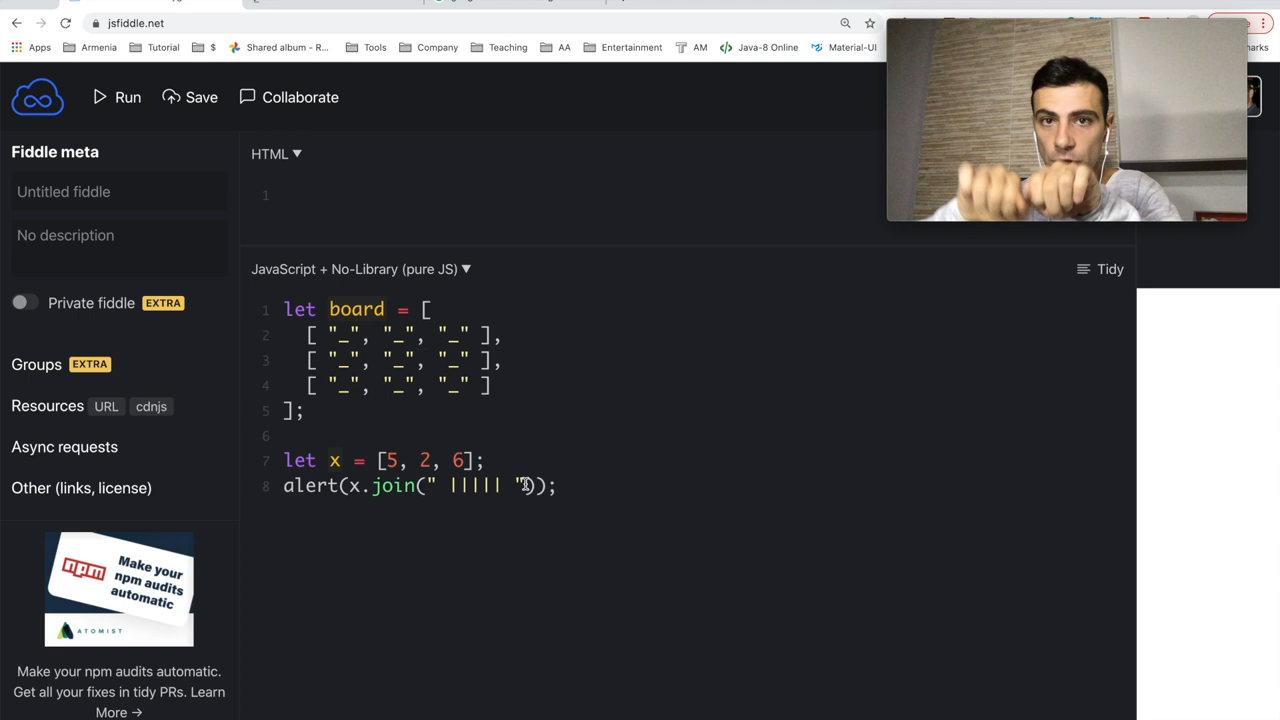 jsfiddle.net
Apps Armenia Tutorial $ Shared album - R... Tools Company Teaching AA Entertainment AM Java-8 Online Material-UI
Run Save Collaborate
Fiddle meta
Untitled fiddle
No description
Private fiddle EXTRA
Groups EXTRA
Resources URL cdnjs
Async requests
Other (links, license)
npm
Make your
npm audits
automatic
ATOMIST
Make your npm audits automatic.
Get all your fixes in tidy PRs. Learn
More →
HTML ▼
1
JavaScript + No-Library (pure JS) ▼
Tidy
1 let board = [
2 [ "_", "_", "_" ],
3 [ "_", "_", "_" ],
4 [ "_", "_", "_" ]
5 ];
6
7 let x = [5, 2, 6];
8 alert(x.join(" ||||| "));